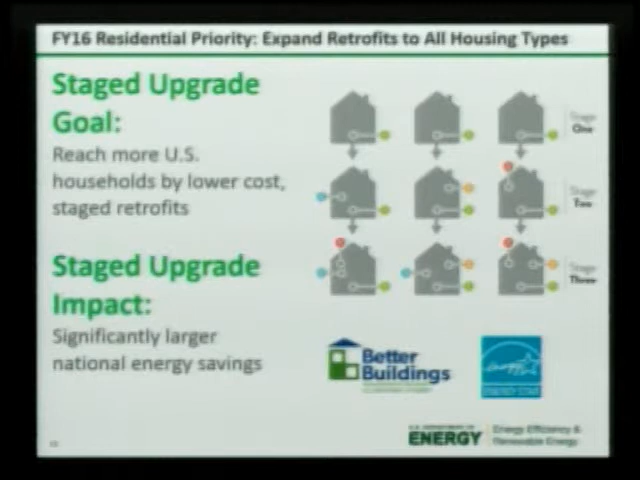 FY16 Residential Priority: Expand Retrofits to All Housing Types
Staged Upgrade
Goal:
Reach more U.S.
households by lower cost,
staged retrofits
Staged Upgrade
Impact:
Significantly larger
national energy savings
Stage
One
Stage
Two
Stage
Three
Better
Buildings
energy
ENERGY STAR
U.S. DEPARTMENT OF
ENERGY
Energy Efficiency &
Renewable Energy